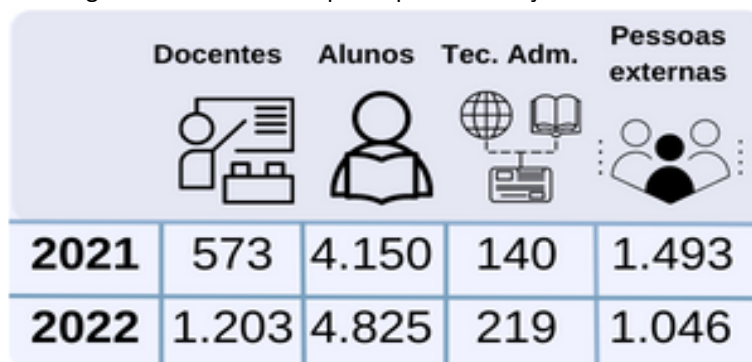 Docentes Alunos Tec. Adm. Pessoas externas
2021 573 4.150 140 1.493
2022 1.203 4.825 219 1.046